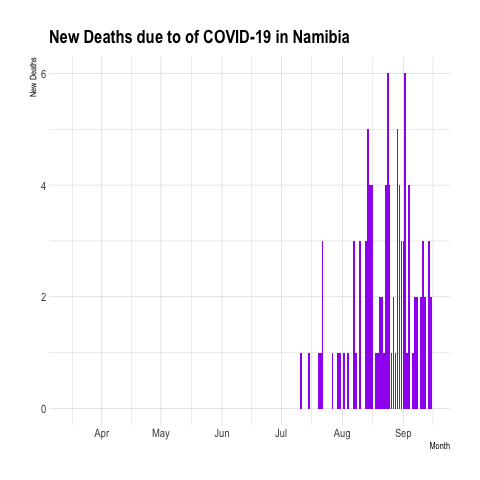 New Deaths due to of COVID-19 in Namibia
New Deaths
6
4
2
0
Apr May Jun Jul Aug Sep
Month